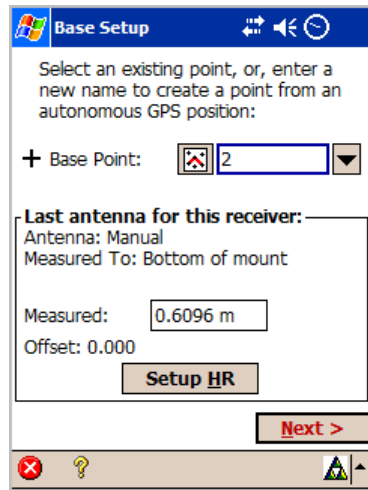 Base Setup
Select an existing point, or, enter a
new name to create a point from an
autonomous GPS position:
Base Point: 2
Last antenna for this receiver:
Antenna: Manual
Measured To: Bottom of mount
Measured: 0.6096 m
Offset: 0.000
Setup HR
Next >